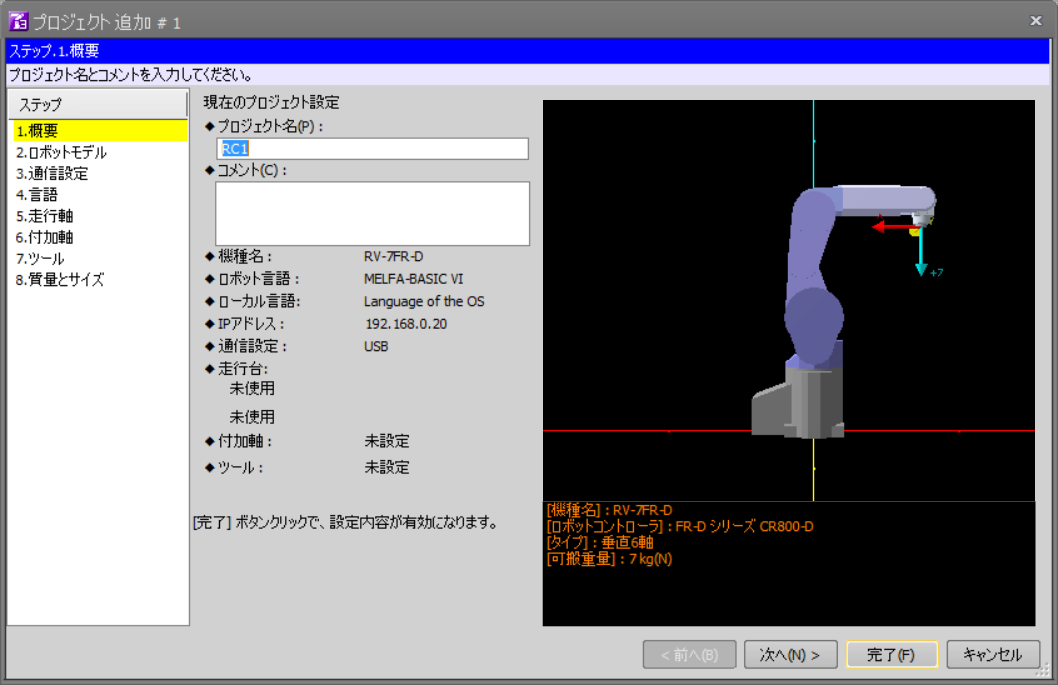 プロジェクト 追加 # 1
ステップ.1.概要
プロジェクト名とコメントを入力してください。
ステップ
1.概要
2.ロボットモデル
3.通信設定
4.言語
5.走行軸
6.付加軸
7.ツール
8.質量とサイズ
現在のプロジェクト設定
◆プロジェクト名(P) :
RC1
◆コメント(C) :
◆機種名 : RV-7FR-D
◆ロボット言語 : MELFA-BASIC VI
◆ローカル言語: Language of the OS
◆IPアドレス : 192.168.0.20
◆通信設定 : USB
◆走行台:
未使用
未使用
◆付加軸 : 未設定
◆ツール : 未設定
[完了] ボタンクリックで、設定内容が有効になります。
+Z
[機種名] : RV-7FR-D
[ロボットコントローラ] : FR-D シリーズ CR800-D
[タイプ] : 垂直6軸
[可搬重量] : 7 kg(N)
< 前へ(B)
次へ(N) >
完了(F)
キャンセル